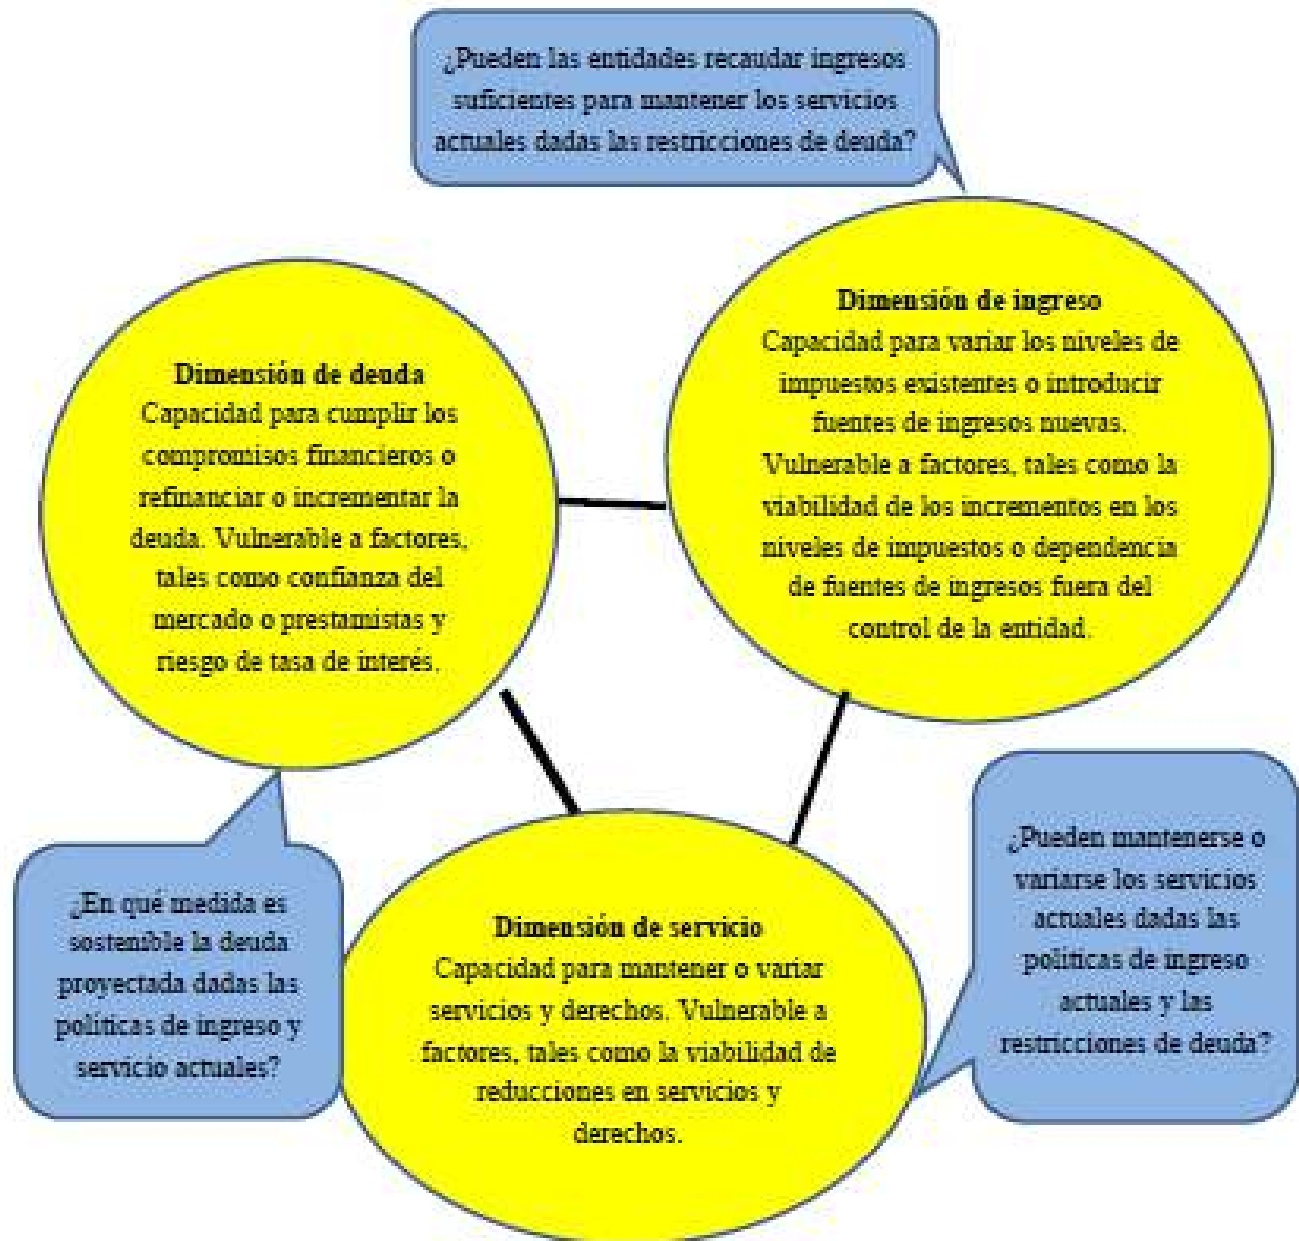 ¿Pueden las entidades recaudar ingresos
suficientes para mantener los servicios
actuales dadas las restricciones de deuda?
Dimensión de ingreso
Capacidad para variar los niveles de
impuestos existentes o introducir
fuentes de ingresos nuevas.
Vulnerable a factores, tales como la
viabilidad de los incrementos en los
niveles de impuestos o dependencia
de fuentes de ingresos fuera del
control de la entidad.
Dimensión de deuda
Capacidad para cumplir los
compromisos financieros o
refinanciar o incrementar la
deuda. Vulnerable a factores,
tales como confianza del
mercado o prestamistas y
riesgo de tasa de interés.
¿En qué medida es
sostenible la deuda
proyectada dadas las
políticas de ingreso y
servicio actuales?
Dimensión de servicio
Capacidad para mantener o variar
servicios y derechos. Vulnerable a
factores, tales como la viabilidad de
reducciones en servicios y
derechos.
¿Pueden mantenerse o
variarse los servicios
actuales dadas las
políticas de ingreso
actuales y las
restricciones de deuda?